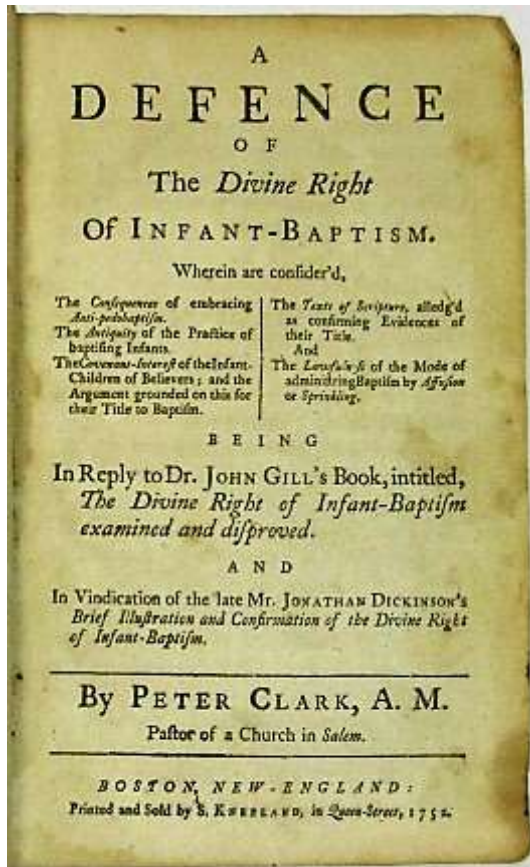 A
DEFENCE
OF
The Divine Right
Of INFANT-BAPTISM.
Wherein are conſider'd,
The Conſequences of embracing
Anti-pedobaptiſm.
The Antiquity of the Practice of
baptiſing Infants.
The Covenant-Intereſt of the Infant-
Children of Believers; and the
Argument grounded on this for
their Title to Baptiſm.
The Texts of Scripture, alledg'd
as confirming Evidences of
their Title.
And
The Lawfulneſs of the Mode of
adminiſtring Baptiſm by Affuſion
or Sprinkling.
BEING
In Reply to Dr. JOHN GILL's Book, intitled,
The Divine Right of Infant-Baptiſm
examined and diſproved.
AND
In Vindication of the late Mr. JONATHAN DICKINSON's
Brief Illuſtration and Confirmation of the Divine Right
of Infant-Baptiſm.
By PETER CLARK, A. M.
Paſtor of a Church in Salem.
BOSTON, NEW-ENGLAND:
Printed and Sold by S. KNEELAND, in Queen-Street, 1752.